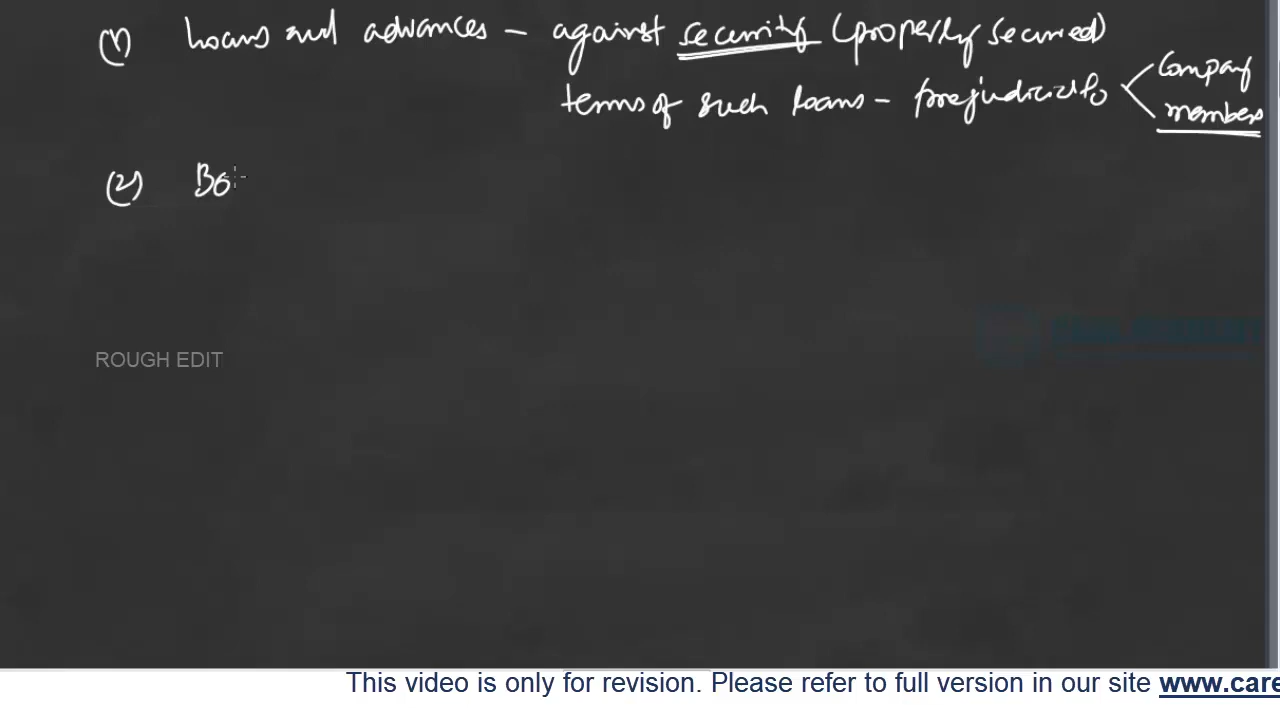 (1) Loans and advances - against security (properly secured)
terms of such loans - prejudicial to company
members
(2) Bo
ROUGH EDIT
This video is only for revision. Please refer to full version in our site www.care